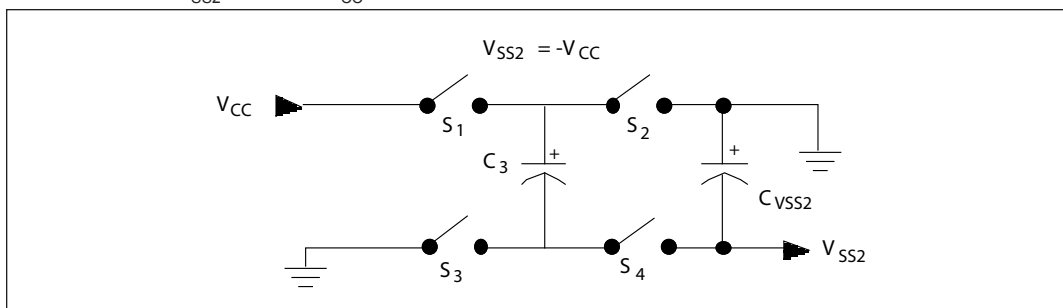 V_SS2 = -V_CC
V_CC
S_1
S_2
C_3
+
+
C_VSS2
S_3
S_4
V_SS2